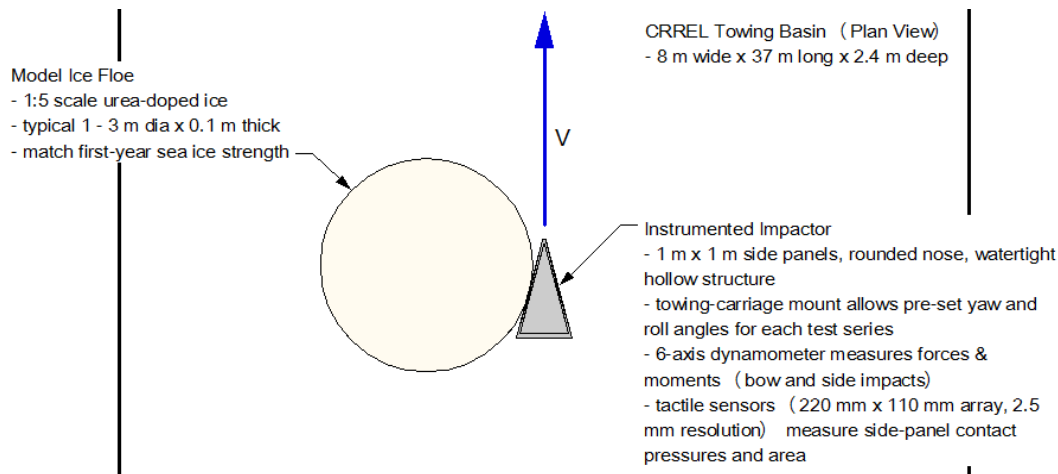 CRREL Towing Basin (Plan View)
- 8 m wide x 37 m long x 2.4 m deep
Model Ice Floe
- 1:5 scale urea-doped ice
- typical 1 - 3 m dia x 0.1 m thick
- match first-year sea ice strength
V
Instrumented Impactor
- 1 m x 1 m side panels, rounded nose, watertight
hollow structure
- towing-carriage mount allows pre-set yaw and
roll angles for each test series
- 6-axis dynamometer measures forces &
moments (bow and side impacts)
- tactile sensors (220 mm x 110 mm array, 2.5
mm resolution) measure side-panel contact
pressures and area